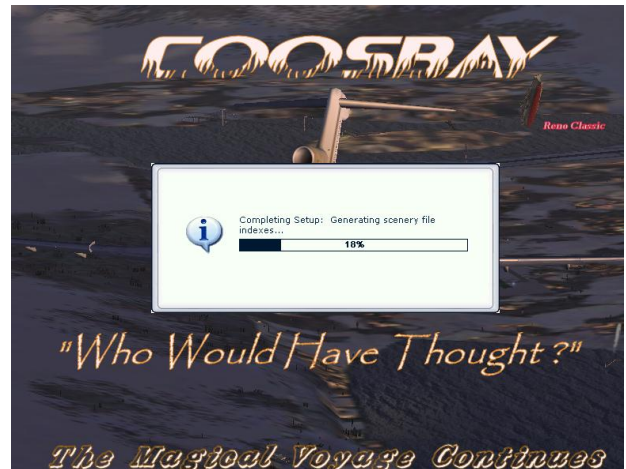 COOSBAY
Reno Classic
Completing Setup: Generating scenery file
indexes...
18%
"Who Would Have Thought ?"
The Magical Voyage Continues